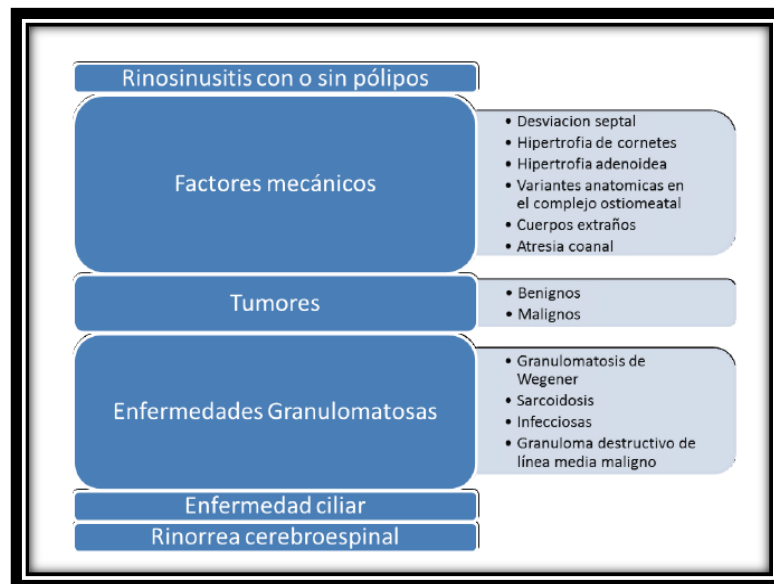 Rinosinusitis con o sin pólipos
Factores mecánicos
• Desviacion septal
• Hipertrofia de cornetes
• Hipertrofia adenoidea
• Variantes anatomicas en
el complejo ostiomeatal
• Cuerpos extraños
• Atresia coanal
Tumores
• Benignos
• Malignos
Enfermedades Granulomatosas
• Granulomatosis de
Wegener
• Sarcoidosis
• Infecciosas
• Granuloma destructivo de
línea media maligno
Enfermedad ciliar
Rinorrea cerebroespinal